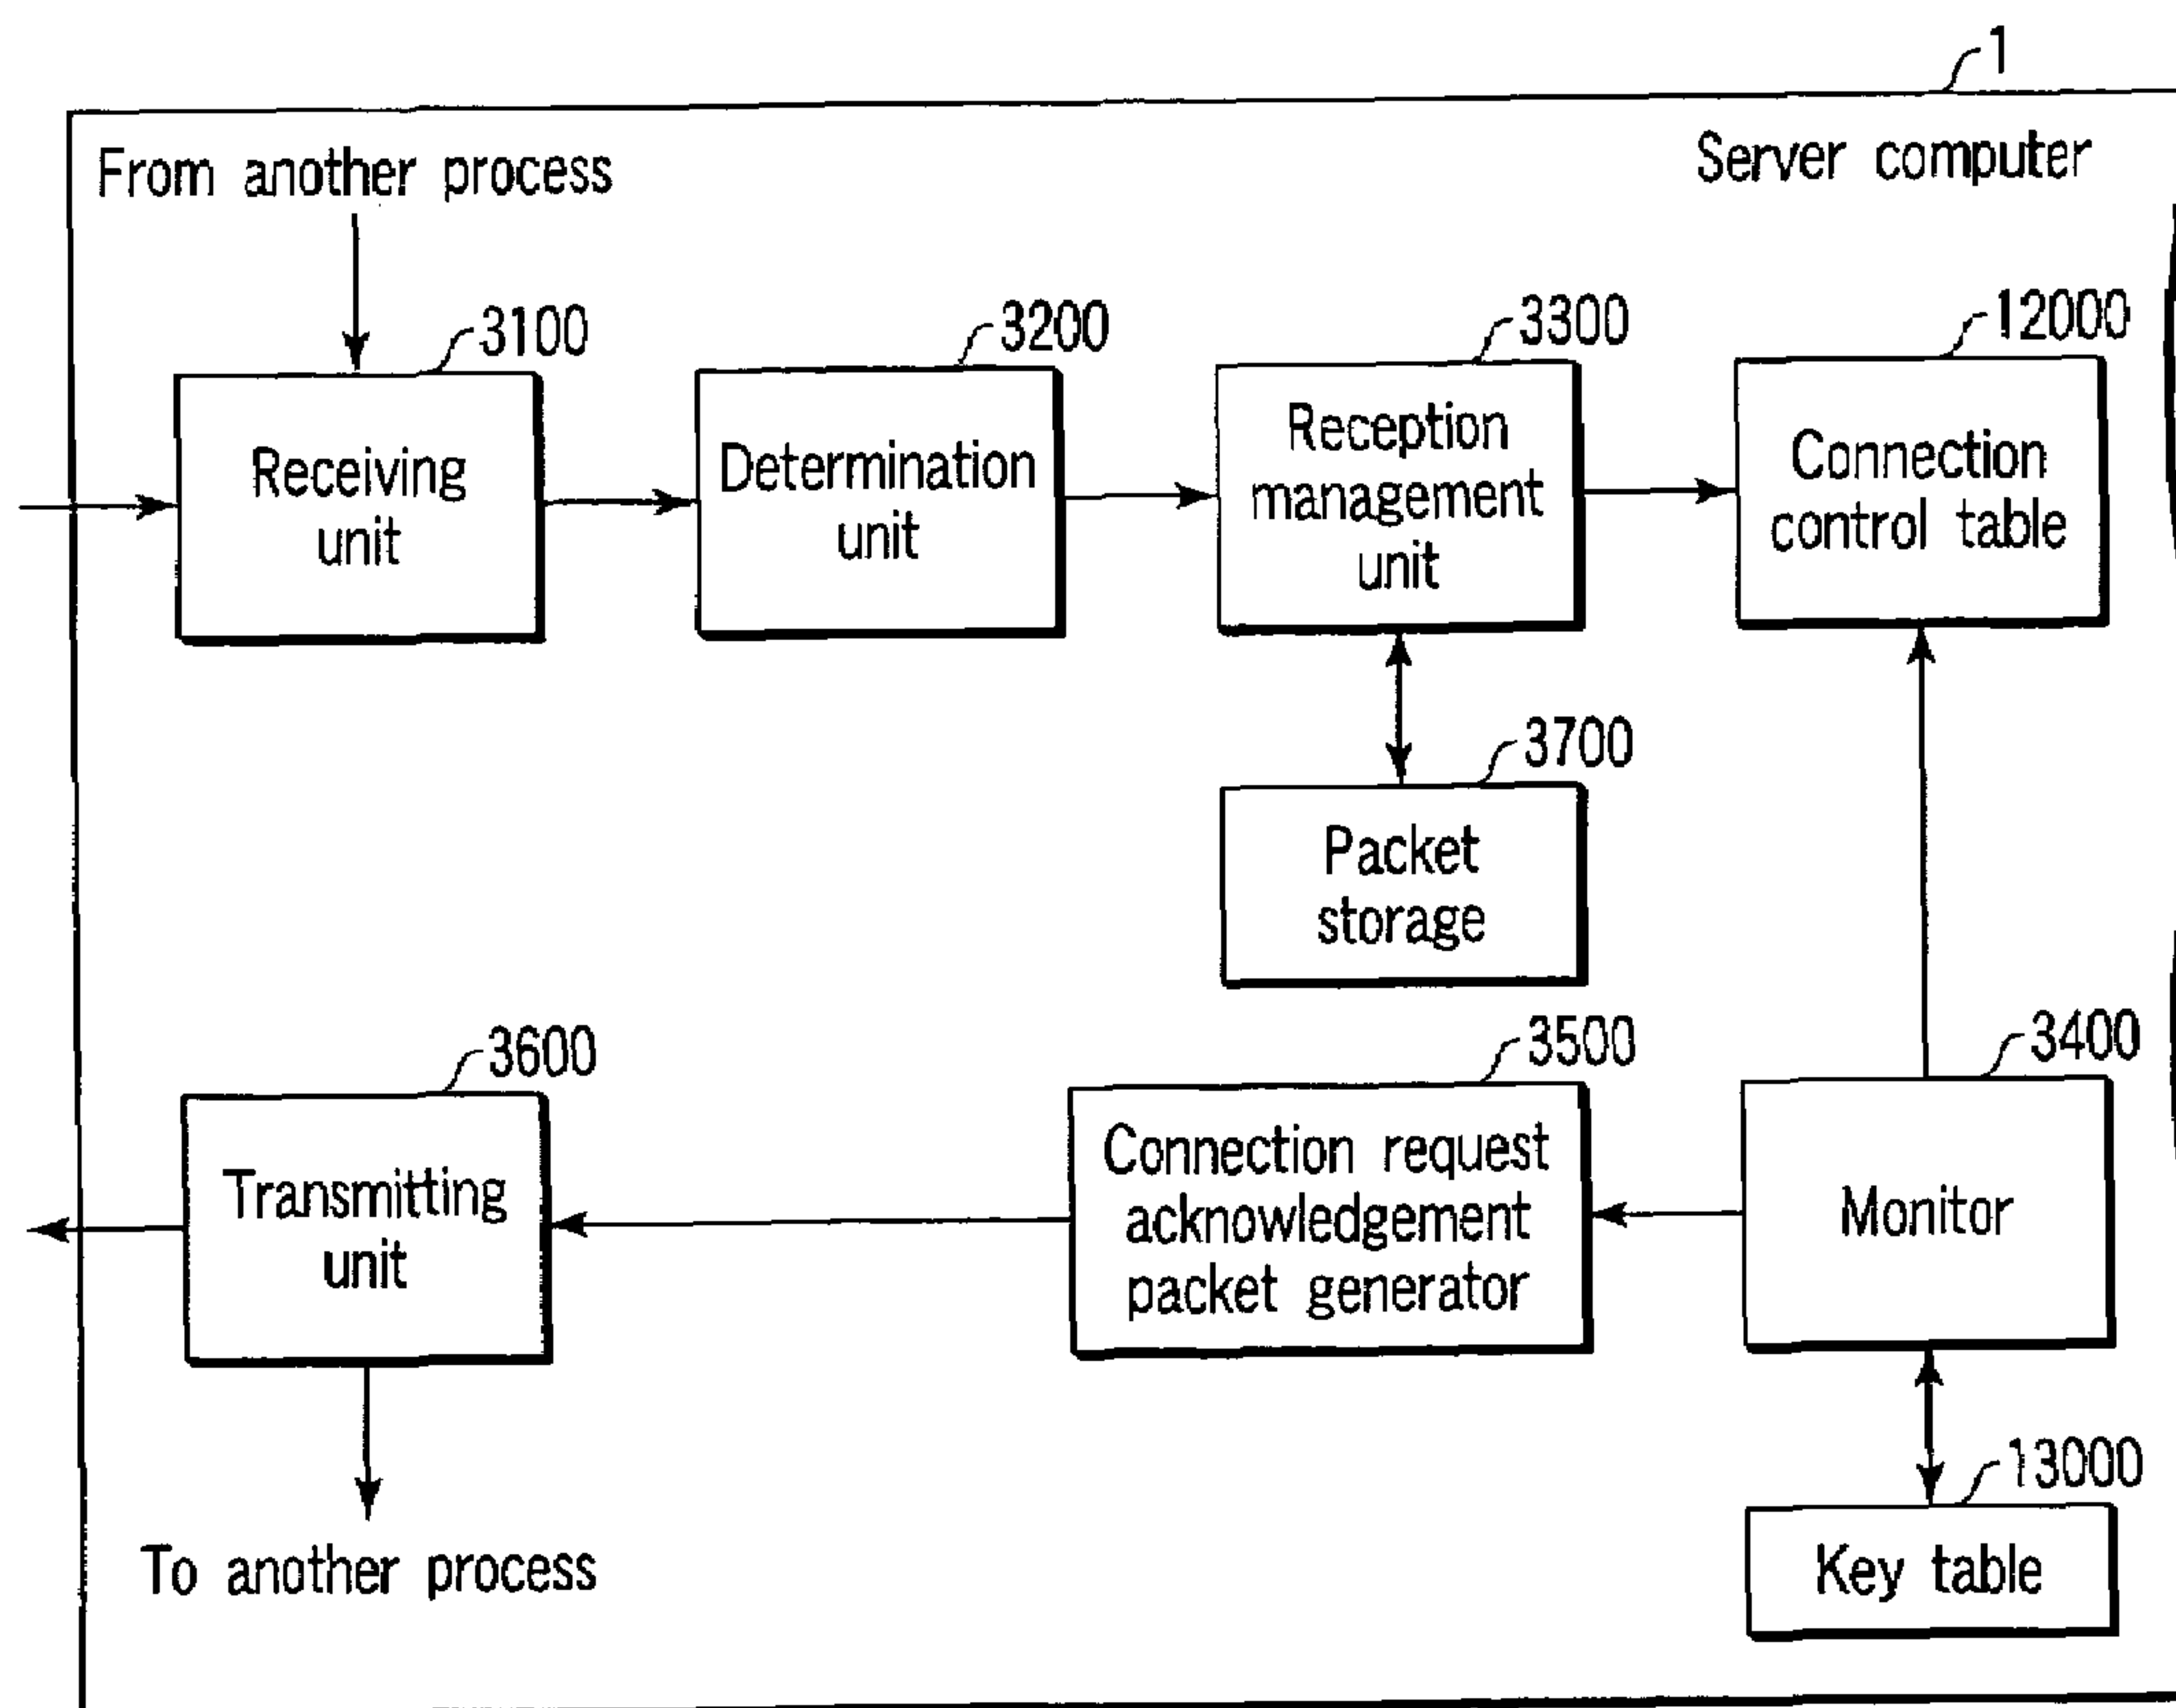 1
From another process
Server computer
3100
3200
3300
12000
Receiving
unit
Determination
unit
Reception
management
unit
Connection
control table
3700
Packet
storage
3600
3500
3400
Transmitting
unit
Connection request
acknowledgement
packet generator
Monitor
13000
To another process
Key table